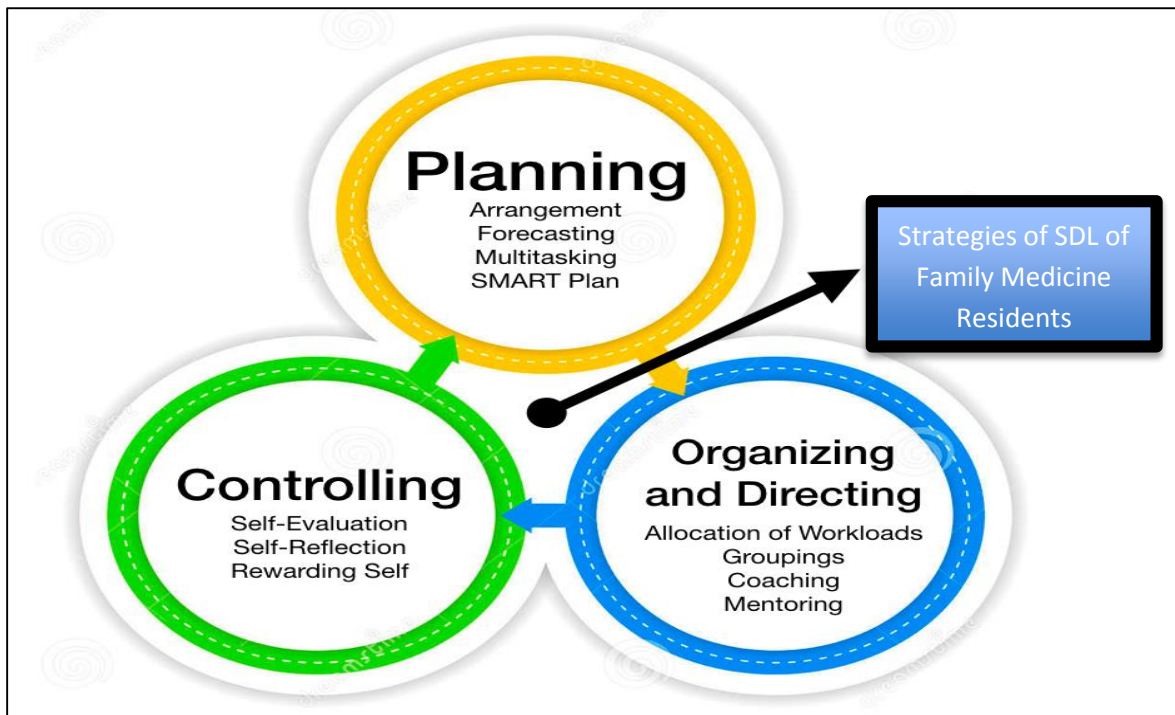 Planning
Arrangement
Forecasting
Multitasking
SMART Plan
Strategies of SDL of
Family Medicine
Residents
Controlling
Self-Evaluation
Self-Reflection
Rewarding Self
Organizing
and Directing
Allocation of Workloads
Groupings
Coaching
Mentoring